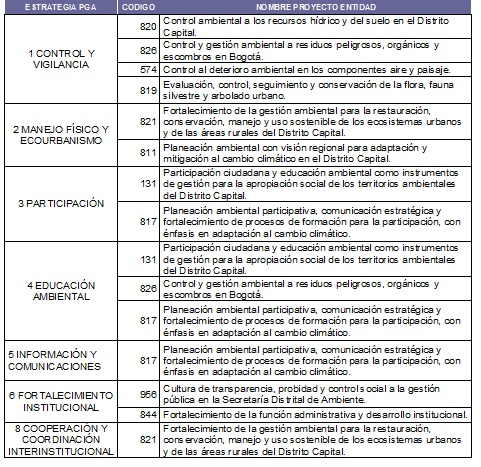 ESTRATEGIA PGA CODIGO NOMBRE PROYECTO ENTIDAD
1 CONTROL Y
VIGILANCIA
820 Control ambiental a los recursos hídrico y del suelo en el Distrito
Capital.
826 Control y gestión ambiental a residuos peligrosos, orgánicos y
escombros en Bogotá.
574 Control al deterioro ambiental en los componentes aire y paisaje.
819 Evaluación, control, seguimiento y conservación de la flora, fauna
silvestre y arbolado urbano.
2 MANEJO FÍSICO Y
ECOURBANISMO
821 Fortalecimiento de la gestión ambiental para la restauración,
conservación, manejo y uso sostenible de los ecosistemas urbanos
y de las áreas rurales del Distrito Capital.
811 Planeación ambiental con visión regional para adaptación y
mitigación al cambio climático en el Distrito Capital.
3 PARTICIPACIÓN
131 Participación ciudadana y educación ambiental como instrumentos
de gestión para la apropiación social de los territorios ambientales
del Distrito Capital.
817 Planeación ambiental participativa, comunicación estratégica y
fortalecimiento de procesos de formación para la participación, con
énfasis en adaptación al cambio climático.
4 EDUCACIÓN
AMBIENTAL
131 Participación ciudadana y educación ambiental como instrumentos
de gestión para la apropiación social de los territorios ambientales
del Distrito Capital.
826 Control y gestión ambiental a residuos peligrosos, orgánicos y
escombros en Bogotá.
817 Planeación ambiental participativa, comunicación estratégica y
fortalecimiento de procesos de formación para la participación, con
énfasis en adaptación al cambio climático.
5 INFORMACIÓN Y
COMUNICACIONES
817 Planeación ambiental participativa, comunicación estratégica y
fortalecimiento de procesos de formación para la participación, con
énfasis en adaptación al cambio climático.
6 FORTALECIMIENTO
INSTITUCIONAL
956 Cultura de transparencia, probidad y control social a la gestión
pública en la Secretaría Distrital de Ambiente.
844 Fortalecimiento de la función administrativa y desarrollo institucional.
8 COOPERACIÓN Y
COORDINACIÓN
INTERINSTITUCIONAL
821 Fortalecimiento de la gestión ambiental para la restauración,
conservación, manejo y uso sostenible de los ecosistemas urbanos
y de las áreas rurales del Distrito Capital.